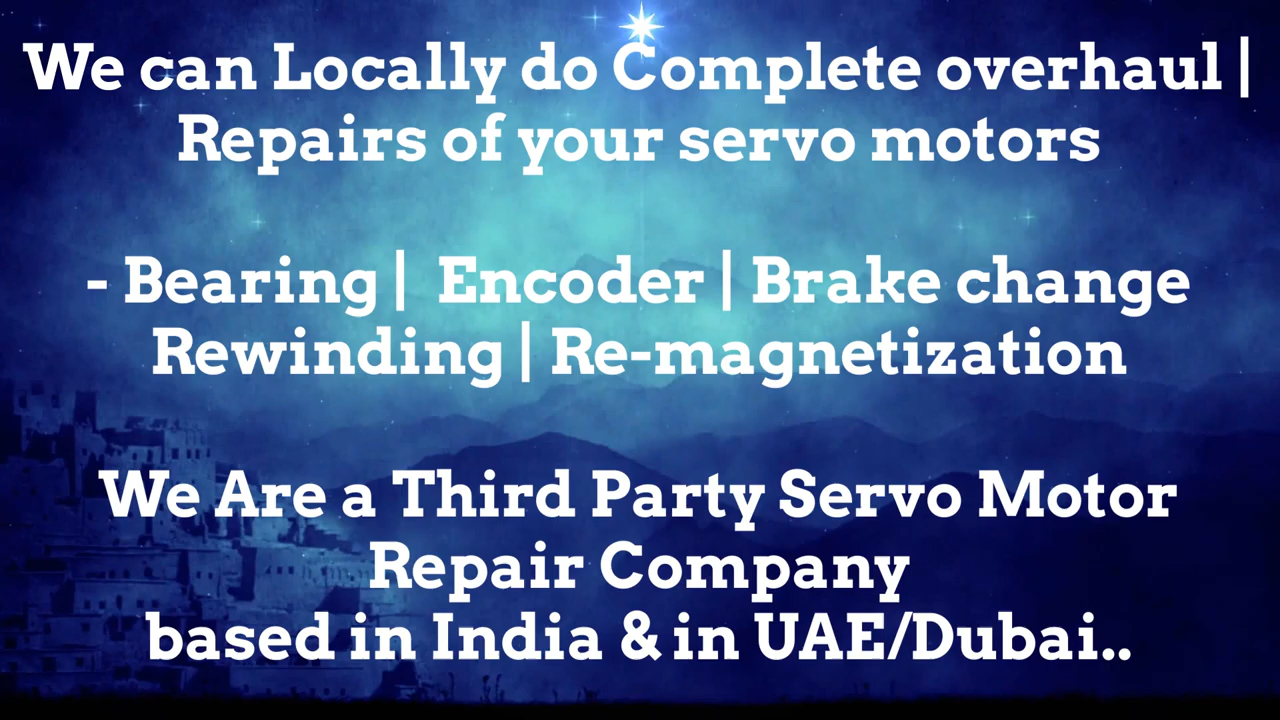 We can Locally do Complete overhaul |
Repairs of your servo motors
- Bearing | Encoder | Brake change
Rewinding | Re-magnetization
We Are a Third Party Servo Motor
Repair Company
based in India & in UAE/Dubai..